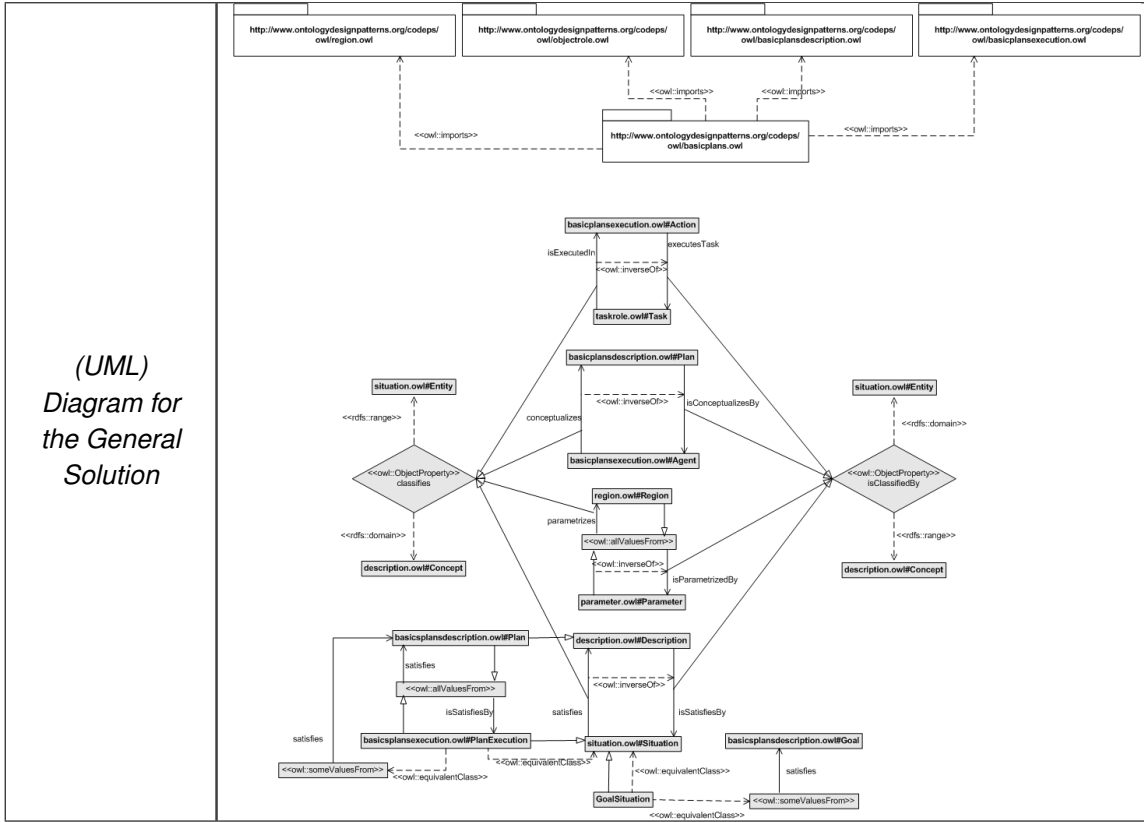 (UML)
Diagram for
the General
Solution
http://www.ontologydesignpatterns.org/codeps/
owl/region.owl
http://www.ontologydesignpatterns.org/codeps/
owl/objectrole.owl
http://www.ontologydesignpatterns.org/codeps/
owl/basicplansdescription.owl
http://www.ontologydesignpatterns.org/codeps/
owl/basicplansexecution.owl
<<owl::imports>>
<<owl::imports>>
<<owl::imports>>
<<owl::imports>>
http://www.ontologydesignpatterns.org/codeps/
owl/basicplans.owl
basicplansexecution.owl#Action
isExecutedIn
executesTask
<<owl::inverseOf>>
taskrole.owl#Task
basicplansdescription.owl#Plan
<<owl::inverseOf>>
isConceptualizesBy
conceptualizes
basicplansexecution.owl#Agent
situation.owl#Entity
<<rdfs::range>>
<<owl::ObjectProperty>>
classifies
<<rdfs::domain>>
description.owl#Concept
situation.owl#Entity
<<rdfs::domain>>
<<owl::ObjectProperty>>
isClassifiedBy
<<rdfs::range>>
description.owl#Concept
region.owl#Region
parametrizes
<<owl::allValuesFrom>>
<<owl::inverseOf>>
isParametrizedBy
parameter.owl#Parameter
basicsplansdescription.owl#Plan
description.owl#Description
satisfies
<<owl::allValuesFrom>>
<<owl::inverseOf>>
isSatisfiesBy
satisfies
isSatisfiesBy
satisfies
basicplansexecution.owl#PlanExecution
situation.owl#Situation
basicsplansdescription.owl#Goal
<<owl::equivalentClass>>
<<owl::someValuesFrom>>
<<owl::equivalentClass>>
<<owl::equivalentClass>>
satisfies
GoalSituation
<<owl::someValuesFrom>>
<<owl::equivalentClass>>